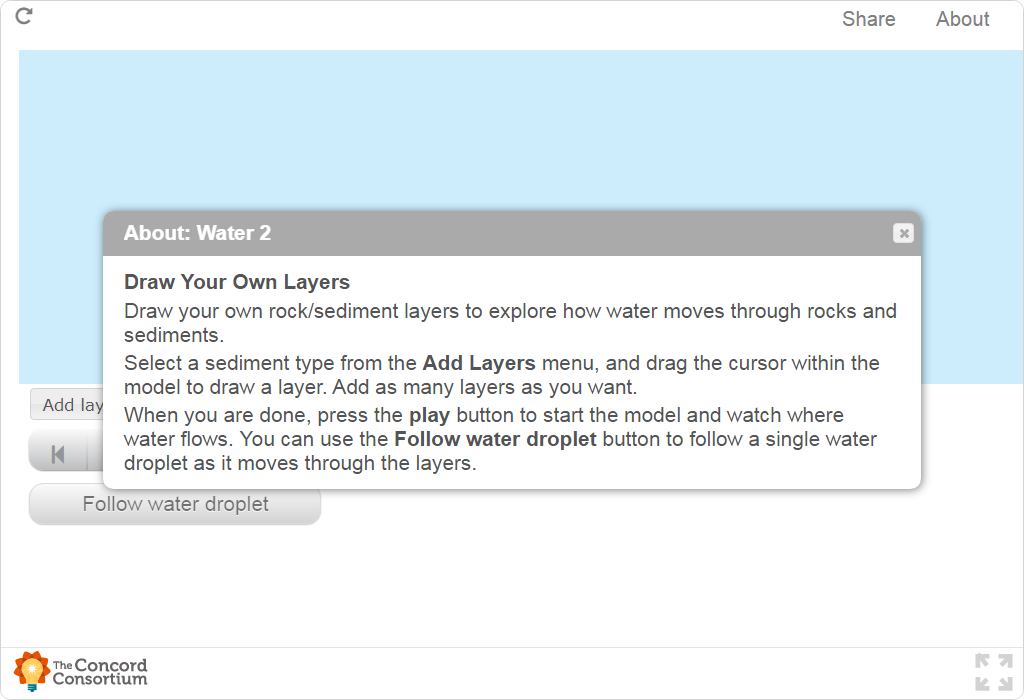 Share About
About: Water 2
Draw Your Own Layers
Draw your own rock/sediment layers to explore how water moves through rocks and
sediments.
Select a sediment type from the Add Layers menu, and drag the cursor within the
model to draw a layer. Add as many layers as you want.
When you are done, press the play button to start the model and watch where
water flows. You can use the Follow water droplet button to follow a single water
droplet as it moves through the layers.
Add lay
Follow water droplet
The Concord
Consortium